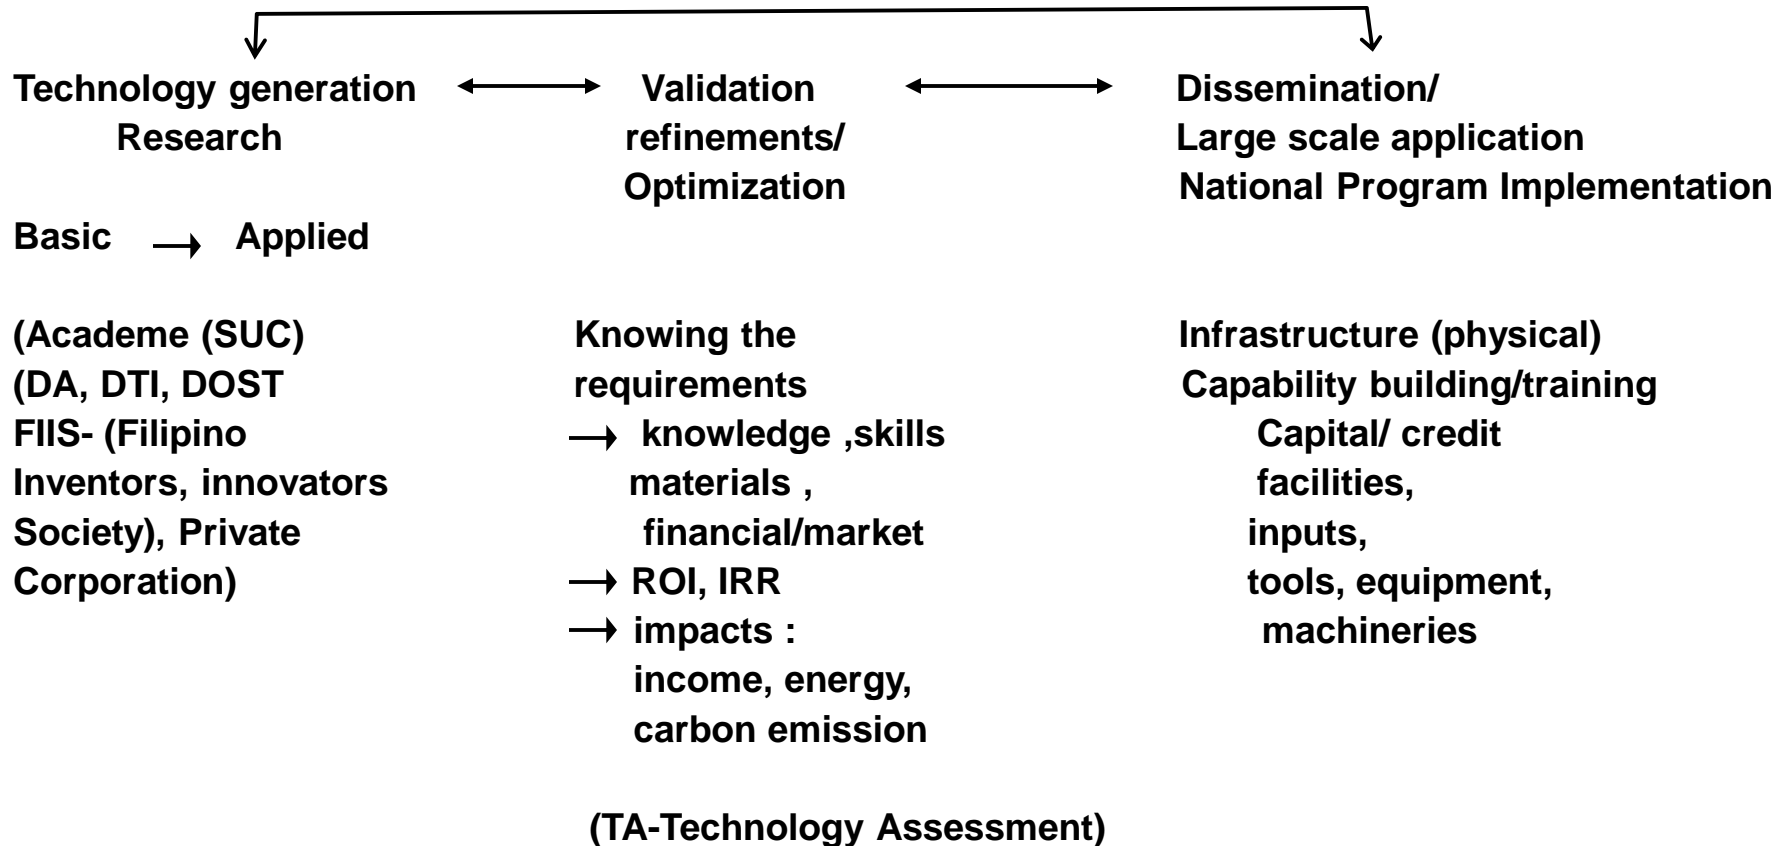 Technology generation
Research
Basic
Applied
(Academe (SUC)
(DA, DTI, DOST
FIIS- (Filipino
Inventors, innovators
Society), Private
Corporation)
Validation
refinements/
Optimization
Knowing the
requirements
knowledge ,skills
materials ,
financial/market
ROI, IRR
impacts :
income, energy,
carbon emission
(TA-Technology Assessment)
Dissemination/
Large scale application
National Program Implementation
Infrastructure (physical)
Capability building/training
Capital/ credit
facilities,
inputs,
tools, equipment,
machineries